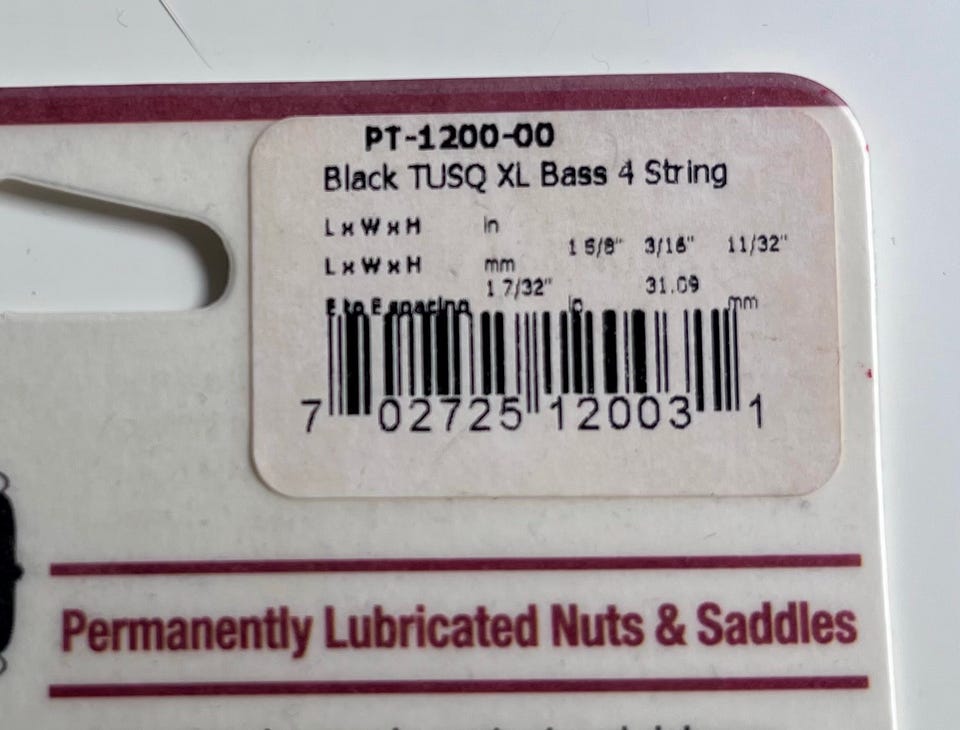 PT-1200-00
Black TUSQ XL Bass 4 String
L x W x H in
1 5/8" 3/16" 11/32"
L x W x H mm
1 7/32" 31.09
E to E spacing in mm
7 02725 12003 1
Permanently Lubricated Nuts & Saddles